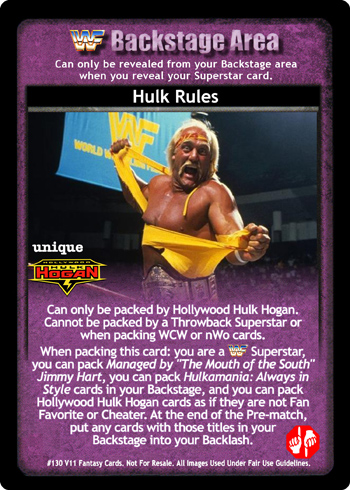 WF Backstage Area
Can only be revealed from your Backstage area
when you reveal your Superstar card.
Hulk Rules
WF
WORLD WR
unique
HOLLYWOOD
HULK
HOGAN
Can only be packed by Hollywood Hulk Hogan.
Cannot be packed by a Throwback Superstar or
when packing WCW or nWo cards.
When packing this card: you are a WF Superstar,
you can pack Managed by "The Mouth of the South"
Jimmy Hart, you can pack Hulkamania: Always in
Style cards in your Backstage, and you can pack
Hollywood Hulk Hogan cards as if they are not Fan
Favorite or Cheater. At the end of the Pre-match,
put any cards with those titles in your
Backstage into your Backlash.
#130 V11 Fantasy Cards. Not For Resale. All Images Used Under Fair Use Guidelines.